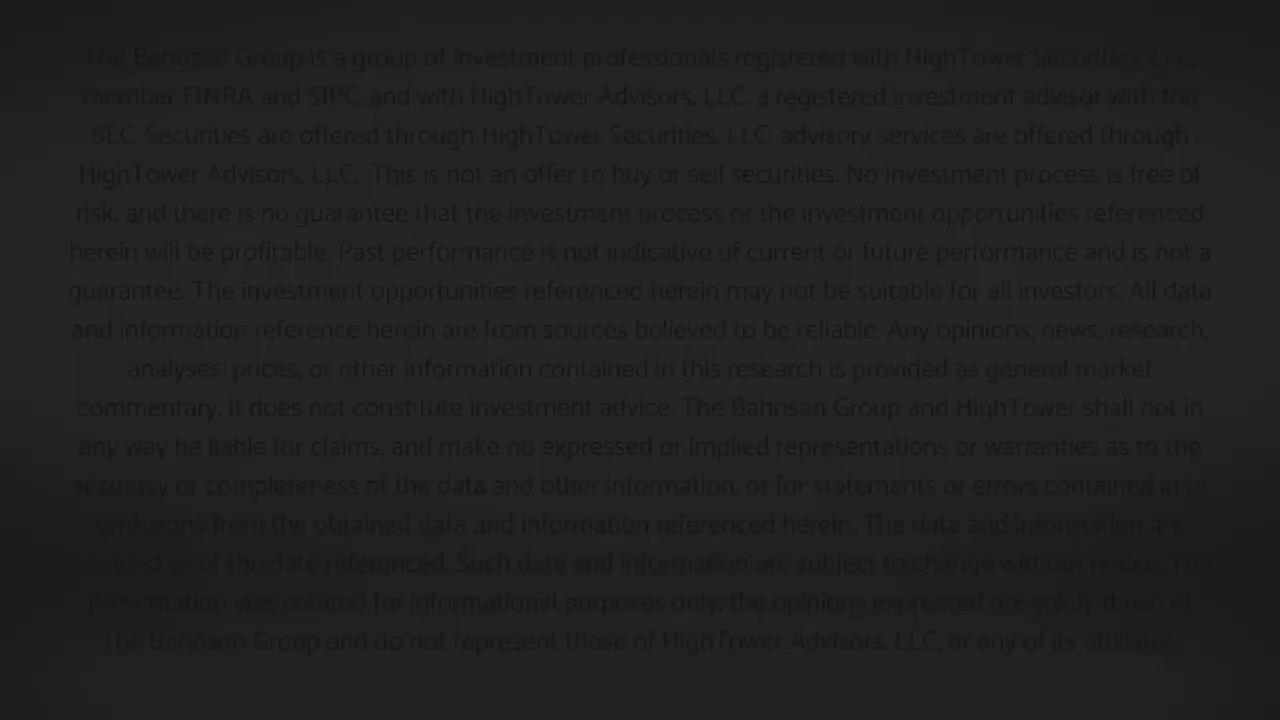 The Bahnsen Group is a group of investment professionals registered with HighTower Securities, LLC,
member FINRA and SIPC, and with HighTower Advisors, LLC, a registered investment advisor with the
SEC. Securities are offered through HighTower Securities, LLC; advisory services are offered through
HighTower Advisors, LLC. This is not an offer to buy or sell securities. No investment process is free of
risk, and there is no guarantee that the investment process or the investment opportunities referenced
herein will be profitable. Past performance is not indicative of current or future performance and is not a
guarantee. The investment opportunities referenced herein may not be suitable for all investors. All data
and information reference herein are from sources believed to be reliable. Any opinions, news, research,
analyses, prices, or other information contained in this research is provided as general market
commentary, it does not constitute investment advice. The Bahnsen Group and HighTower shall not in
any way be liable for claims, and make no expressed or implied representations or warranties as to the
accuracy or completeness of the data and other information, or for statements or errors contained in or
omissions from the obtained data and information referenced herein. The data and information are
provided as of the date referenced. Such data and information are subject to change without notice. This
presentation was created for informational purposes only; the opinions expressed are solely those of
The Bahnsen Group and do not represent those of HighTower Advisors, LLC, or any of its affiliates.